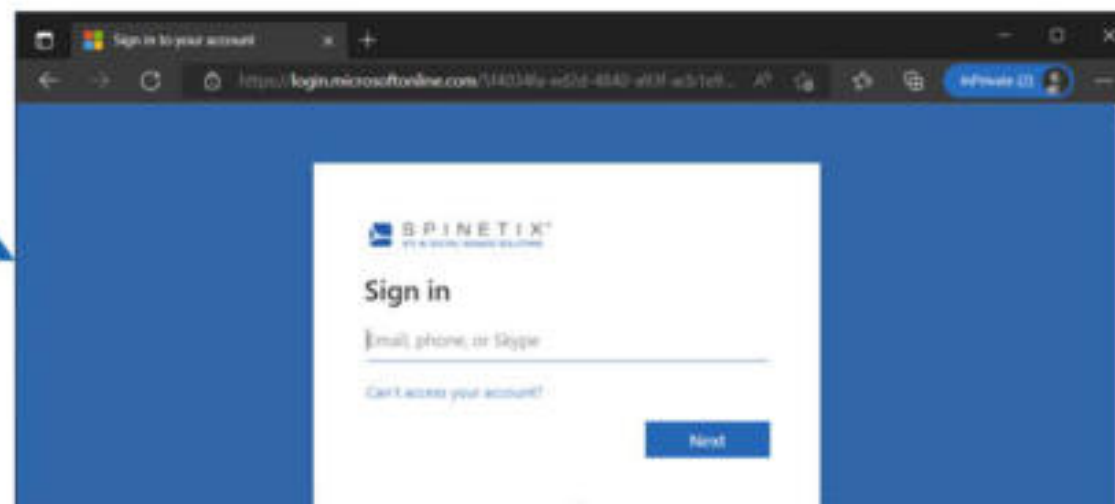 Sign in to your account
https://login.microsoftonline.com/
InPrivate (2)
SPINETIX
Sign in
Email, phone, or Skype
Can't access your account?
Next